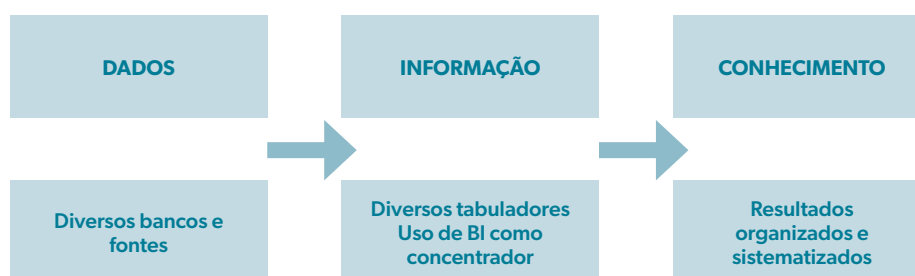 DADOS
INFORMAÇÃO
CONHECIMENTO
Diversos bancos e
fontes
Diversos tabuladores
Uso de BI como
concentrador
Resultados
organizados e
sistematizados